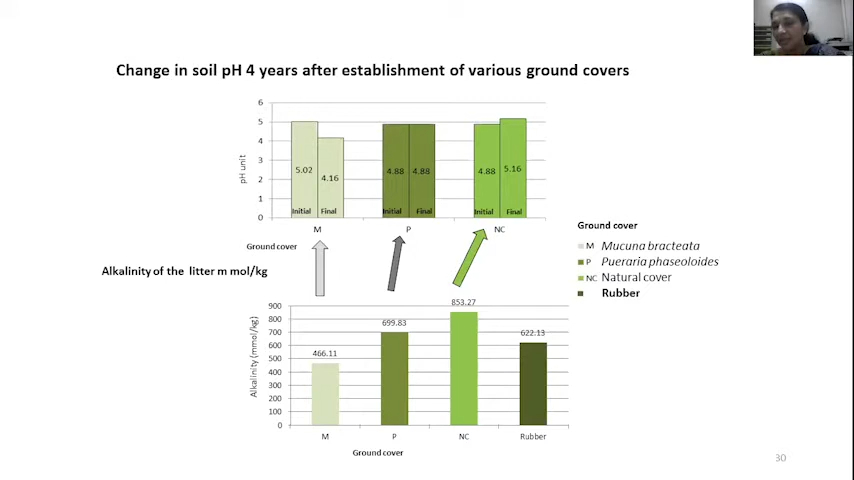 Change in soil pH 4 years after establishment of various ground covers
6
5
4
3
2
1
0
pH unit
5.02
4.16
4.88
4.88
4.88
5.16
Initial
Final
Initial
Final
Initial
Final
M
P
NC
Ground cover
Ground cover
M Mucuna bracteata
P Pueraria phaseoloides
NC Natural cover
Rubber
Alkalinity of the litter m mol/kg
900
800
700
600
500
400
300
200
100
0
Alkalinity (mmol/kg)
466.11
699.83
853.27
622.13
M
P
NC
Rubber
Ground cover
30